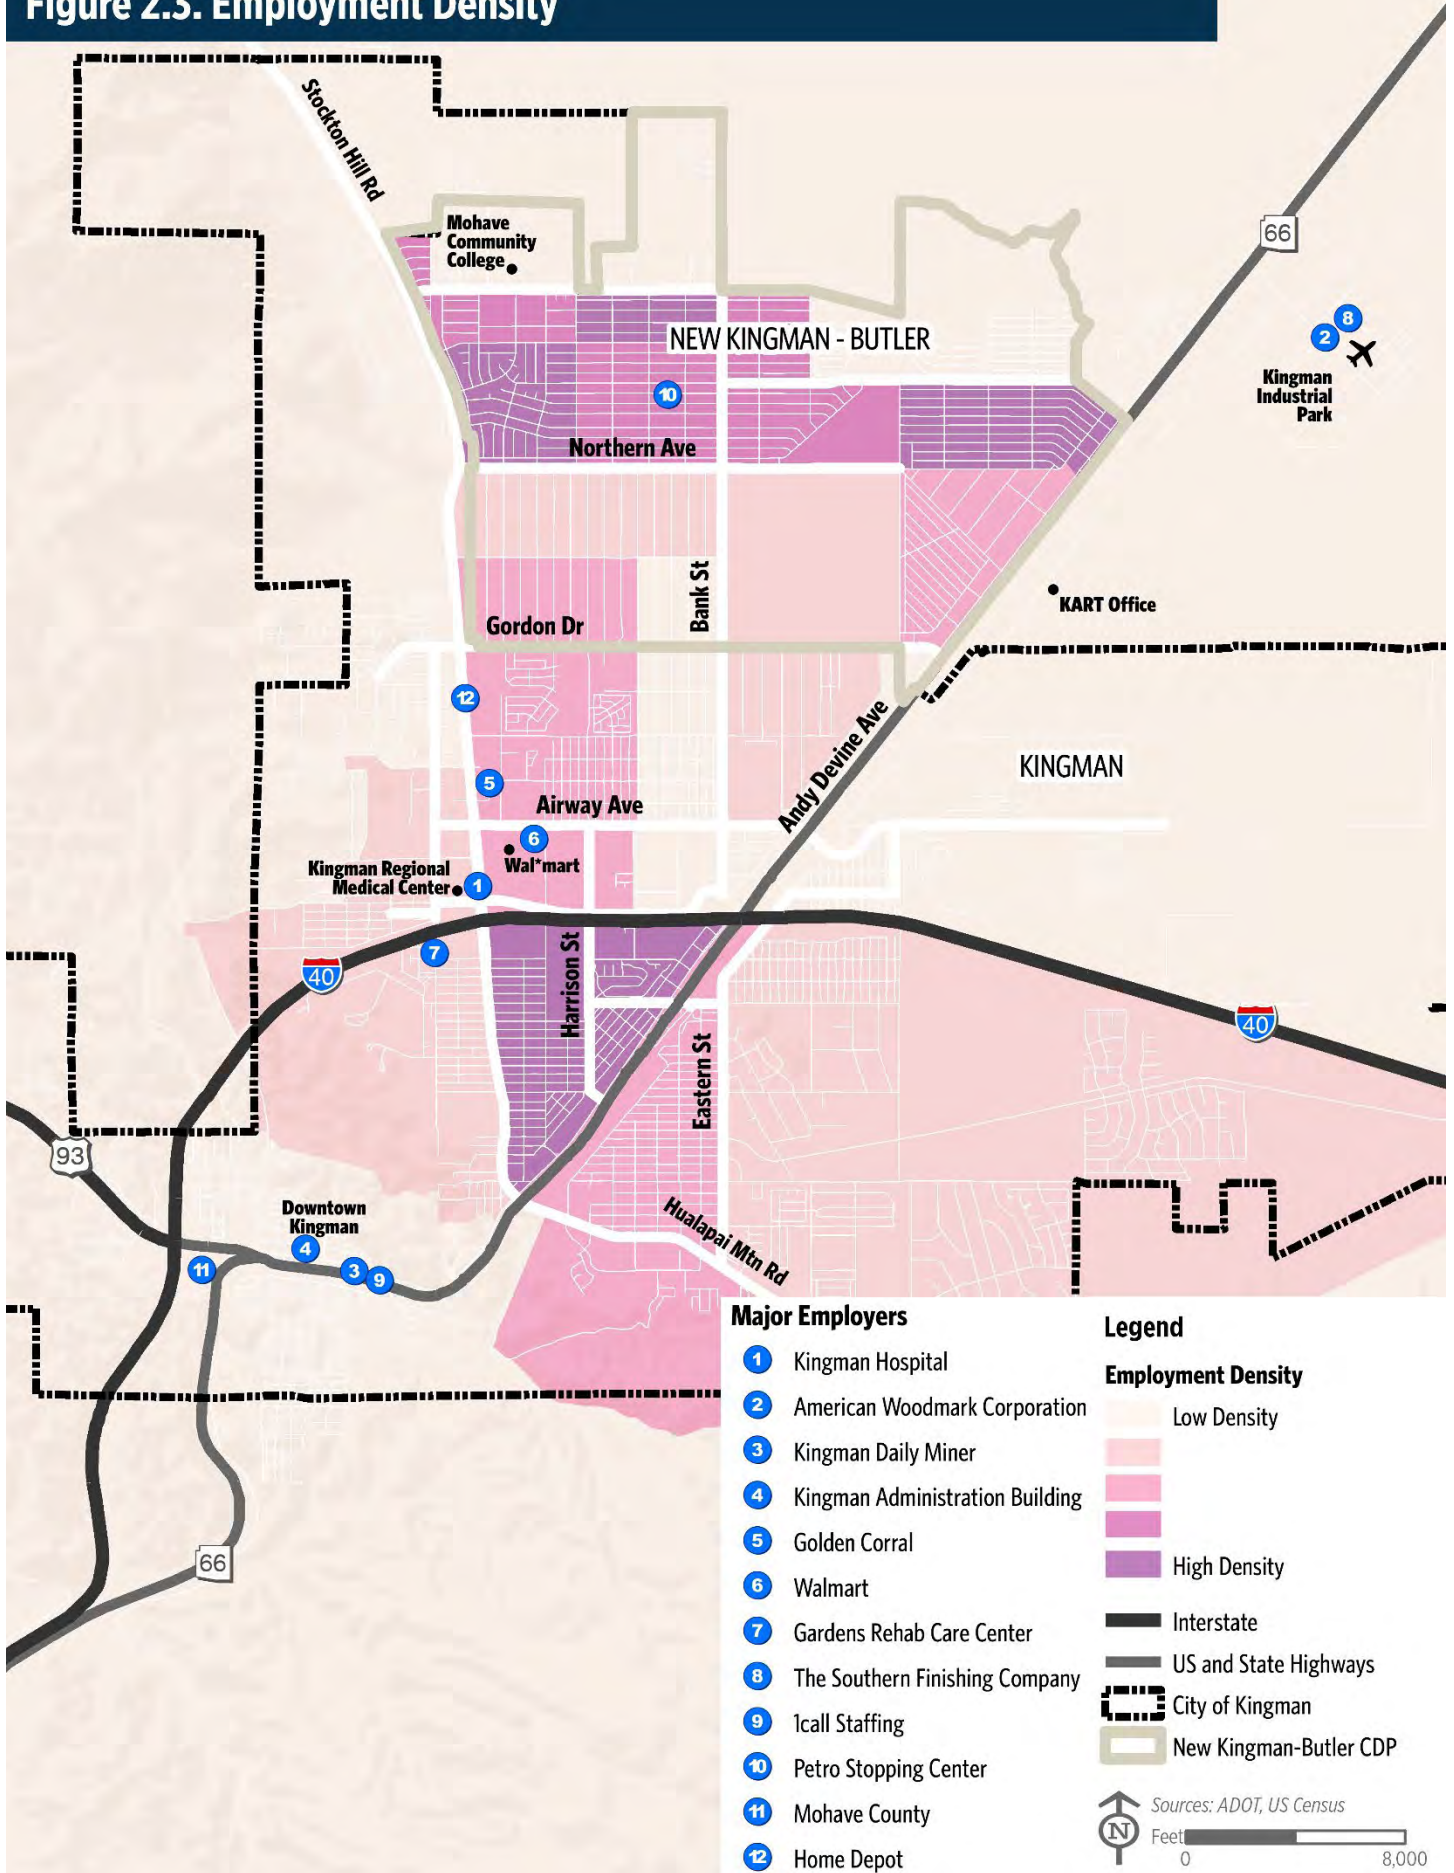 Figure 2.3. Employment Density
Stockton Hill Rd
Mohave
Community
College
66
NEW KINGMAN - BUTLER
8
2
Kingman
Industrial
Park
10
Northern Ave
Bank St
KART Office
Gordon Dr
12
Andy Devine Ave
KINGMAN
5
Airway Ave
6
Wal*mart
Kingman Regional
Medical Center
1
7
40
Harrison St
40
Eastern St
93
Downtown
Kingman
4
11
3
9
Hualapai Mtn Rd
66
Major Employers
1 Kingman Hospital
2 American Woodmark Corporation
3 Kingman Daily Miner
4 Kingman Administration Building
5 Golden Corral
6 Walmart
7 Gardens Rehab Care Center
8 The Southern Finishing Company
9 1call Staffing
10 Petro Stopping Center
11 Mohave County
12 Home Depot
Legend
Employment Density
Low Density
High Density
Interstate
US and State Highways
City of Kingman
New Kingman-Butler CDP
N
Sources: ADOT, US Census
Feet
0 8,000